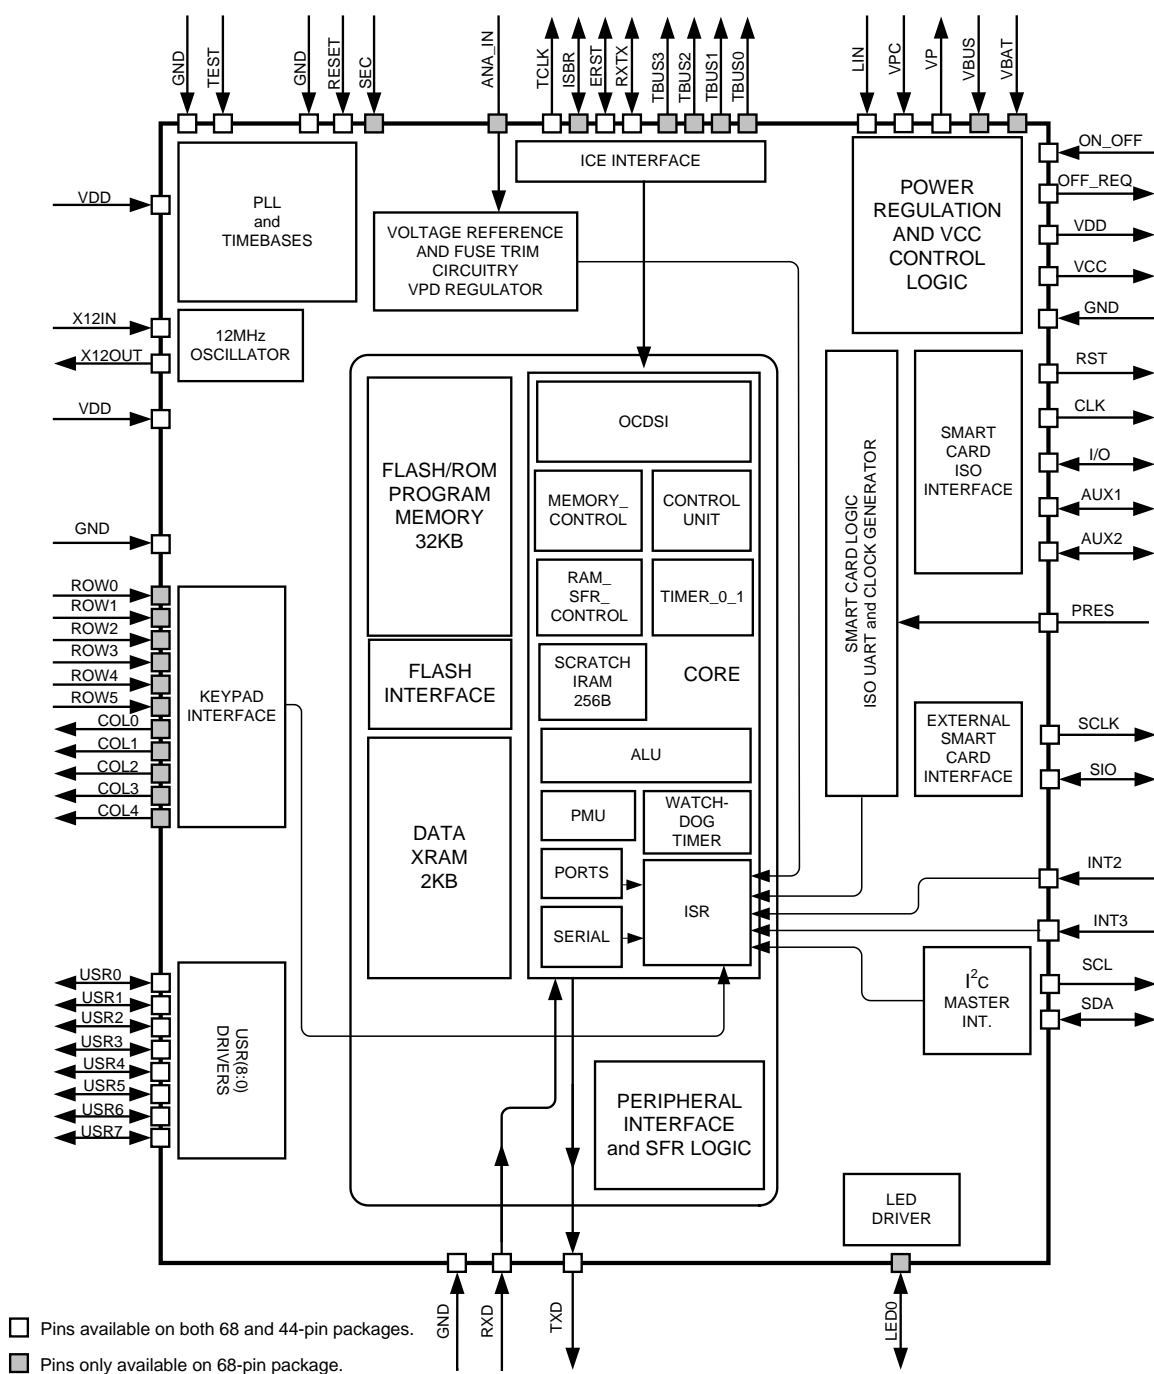 GND
TEST
GND
RESET
SEC
ANA_IN
TCLK
ISBR
ERST
RXTX
TBUS3
TBUS2
TBUS1
TBUS0
LIN
VPC
VP
VBUS
VBAT
VDD
X12IN
X12OUT
VDD
GND
ROW0
ROW1
ROW2
ROW3
ROW4
ROW5
COL0
COL1
COL2
COL3
COL4
USR0
USR1
USR2
USR3
USR4
USR5
USR6
USR7
PLL
and
TIMEBASES
12MHz
OSCILLATOR
KEYPAD
INTERFACE
USR(8:0)
DRIVERS
VOLTAGE REFERENCE
AND FUSE TRIM
CIRCUITRY
VPD REGULATOR
ICE INTERFACE
FLASH/ROM
PROGRAM
MEMORY
32KB
FLASH
INTERFACE
DATA
XRAM
2KB
OCDSI
MEMORY_
CONTROL
CONTROL
UNIT
RAM_
SFR_
CONTROL
TIMER_0_1
SCRATCH
IRAM
256B
CORE
ALU
PMU
WATCH-
DOG
TIMER
PORTS
SERIAL
ISR
PERIPHERAL
INTERFACE
and SFR LOGIC
POWER
REGULATION
AND VCC
CONTROL
LOGIC
SMART CARD LOGIC
ISO UART and CLOCK GENERATOR
SMART
CARD
ISO
INTERFACE
EXTERNAL
SMART
CARD
INTERFACE
I2C
MASTER
INT.
LED
DRIVER
ON_OFF
OFF_REQ
VDD
VCC
GND
RST
CLK
I/O
AUX1
AUX2
PRES
SCLK
SIO
INT2
INT3
SCL
SDA
GND
RXD
TXD
LED0
Pins available on both 68 and 44-pin packages.
Pins only available on 68-pin package.